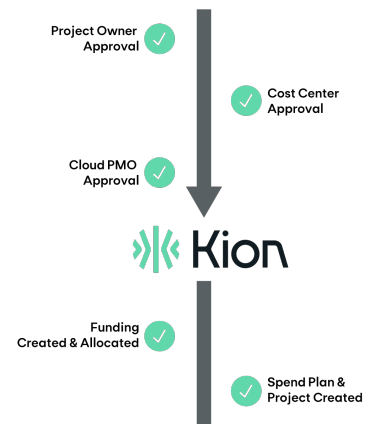 Project Owner
Approval
Cost Center
Approval
Cloud PMO
Approval
Kion
Funding
Created & Allocated
Spend Plan &
Project Created